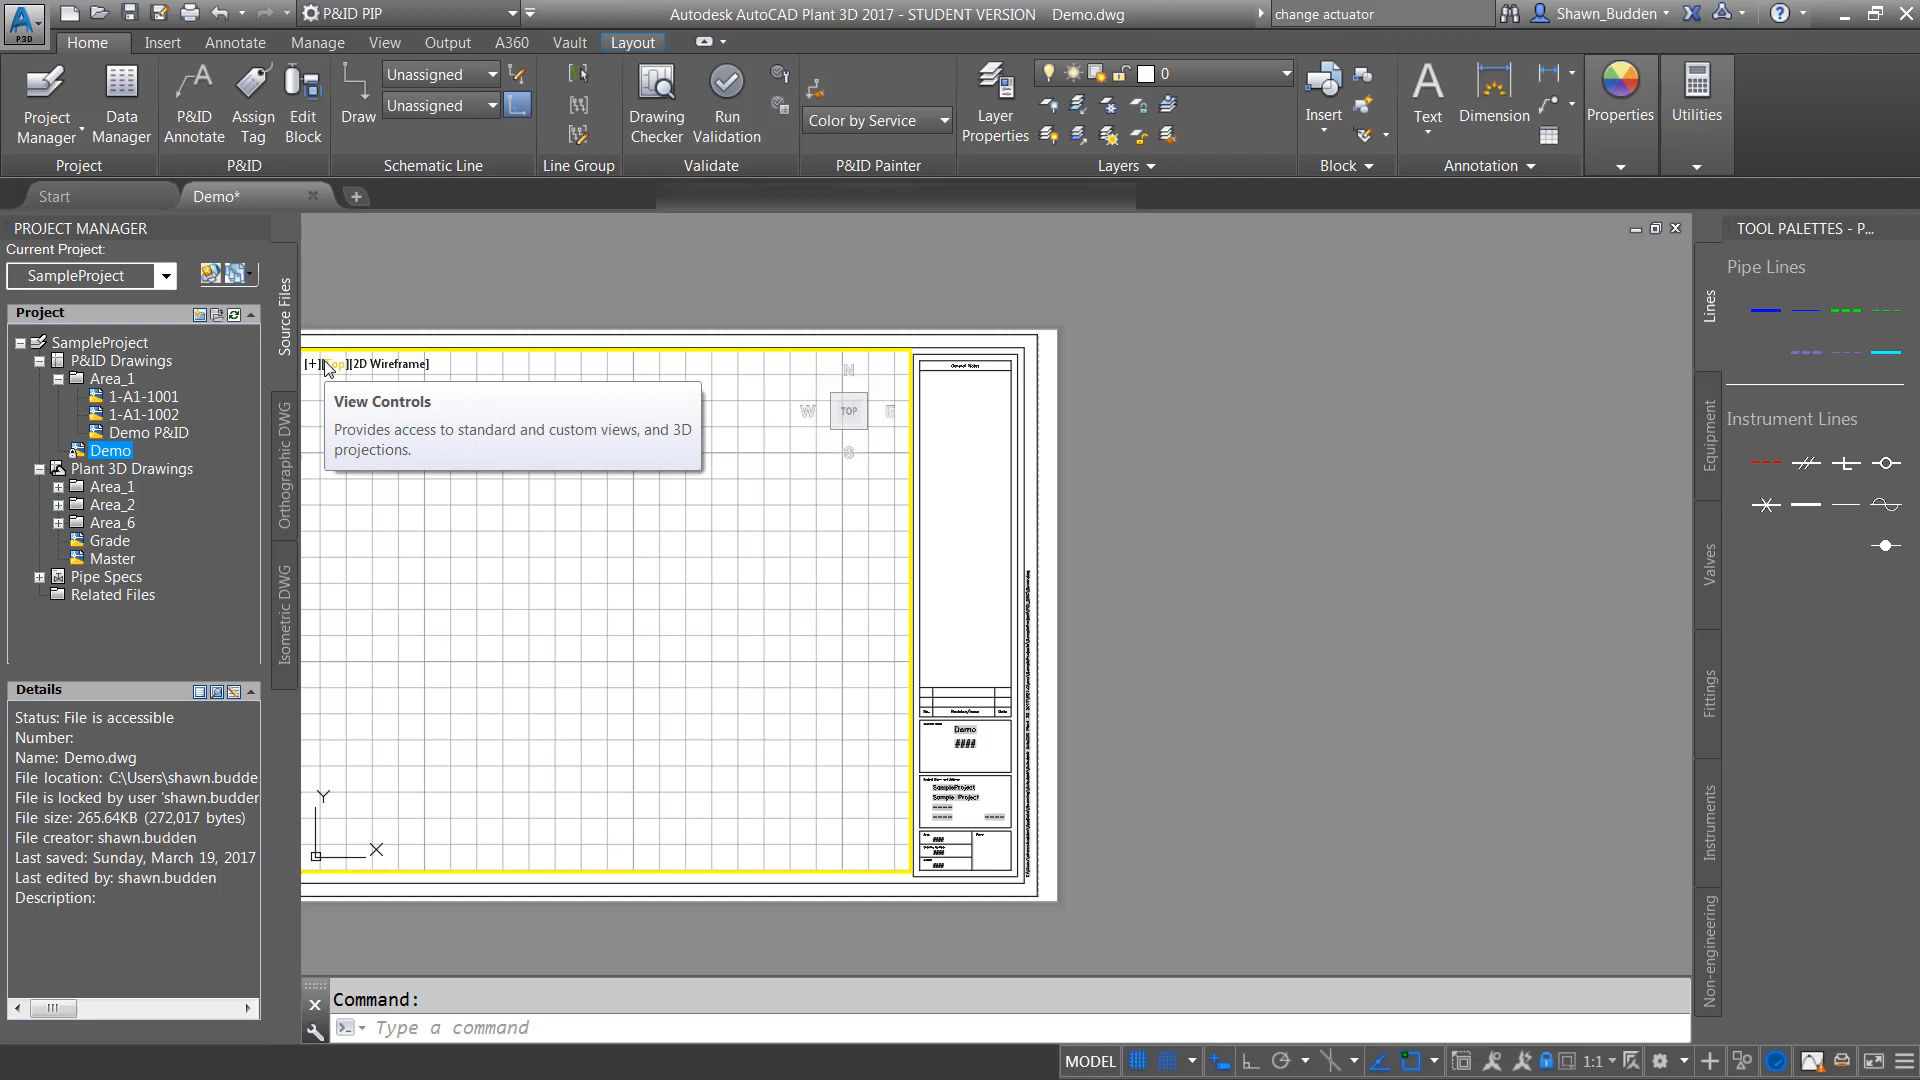 P&ID PIP
Autodesk AutoCAD Plant 3D 2017 - STUDENT VERSION Demo.dwg
change actuator
Shawn_Budden
P3D
Home
Insert
Annotate
Manage
View
Output
A360
Vault
Layout
Project Manager
Data Manager
P&ID Annotate
Assign Tag
Edit Block
Draw
Unassigned
Unassigned
Drawing Checker
Run Validation
Color by Service
Layer Properties
0
Insert
Text
Dimension
Properties
Utilities
Project
P&ID
Schematic Line
Line Group
Validate
P&ID Painter
Layers
Block
Annotation
Start
Demo*
PROJECT MANAGER
Current Project:
SampleProject
Project
SampleProject
P&ID Drawings
Area_1
1-A1-1001
1-A1-1002
Demo P&ID
Demo
Plant 3D Drawings
Area_1
Area_2
Area_6
Grade
Master
Pipe Specs
Related Files
Source Files
Orthographic DWG
Isometric DWG
Details
Status: File is accessible
Number:
Name: Demo.dwg
File location: C:\Users\shawn.budde
File is locked by user 'shawn.budden
File size: 265.64KB (272,017 bytes)
File creator: shawn.budden
Last saved: Sunday, March 19, 2017
Last edited by: shawn.budden
Description:
[+][Top][2D Wireframe]
View Controls
Provides access to standard and custom views, and 3D
projections.
N
W
TOP
E
S
Y
X
General Notes
No.
Date
Demo
####
SampleProject
Sample Project
----
----
----
####
####
####
TOOL PALETTES - P...
Pipe Lines
Instrument Lines
Lines
Equipment
Valves
Fittings
Instruments
Non-engineering
Command:
Type a command
MODEL
1:1